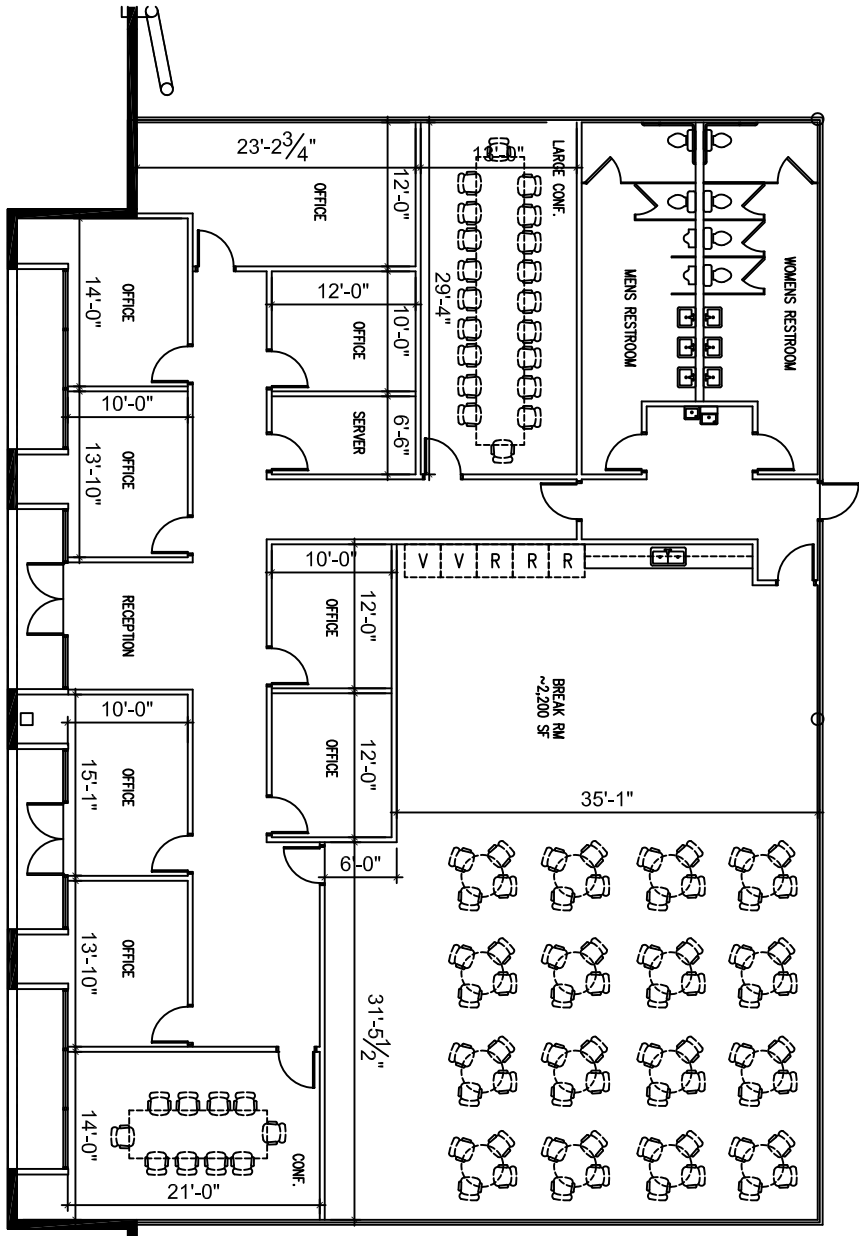 23'-2 3/4"
13'-0"
LARGE CONF.
12'-0"
OFFICE
29'-4"
WOMENS RESTROOM
MENS RESTROOM
OFFICE
14'-0"
12'-0"
10'-0"
OFFICE
10'-0"
OFFICE
13'-10"
SERVER
6'-6"
V
V
R
R
R
10'-0"
12'-0"
OFFICE
RECEPTION
BREAK RM
~2,200 SF
10'-0"
OFFICE
15'-1"
OFFICE
12'-0"
35'-1"
6'-0"
OFFICE
13'-10"
31'-5 1/2"
14'-0"
CONF.
21'-0"